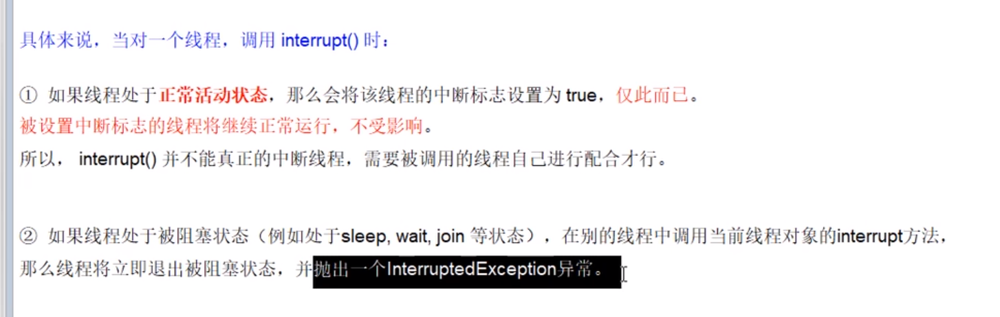 具体来说，当对一个线程，调用 interrupt() 时：
① 如果线程处于正常活动状态，那么会将该线程的中断标志设置为 true，仅此而已。
被设置中断标志的线程将继续正常运行，不受影响。
所以， interrupt() 并不能真正的中断线程，需要被调用的线程自己进行配合才行。
② 如果线程处于被阻塞状态（例如处于sleep, wait, join 等状态），在别的线程中调用当前线程对象的interrupt方法，
那么线程将立即退出被阻塞状态，并抛出一个InterruptedException异常。